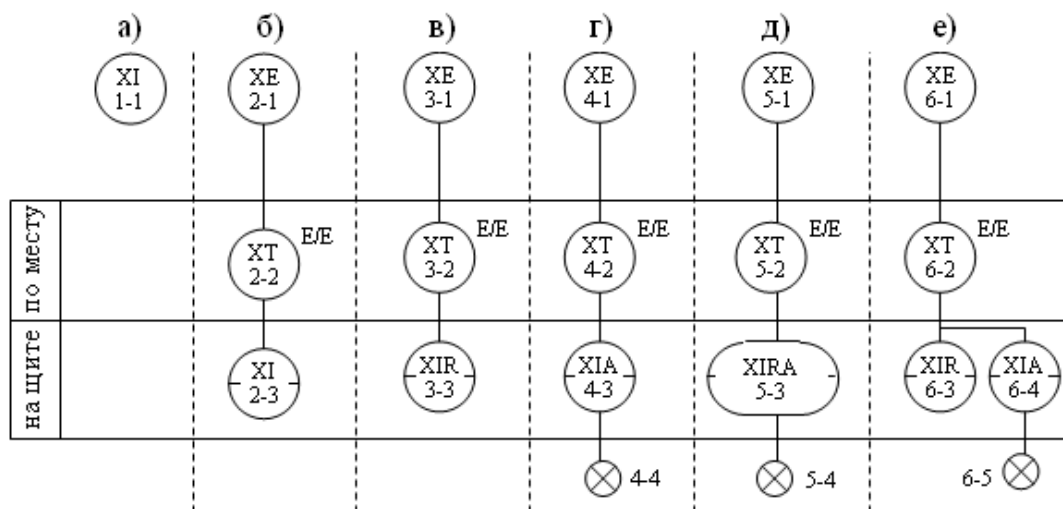 а) б) в) г) д) е)
XI XE XE XE XE XE
1-1 2-1 3-1 4-1 5-1 6-1
по месту
E/E E/E E/E E/E E/E
XT XT XT XT XT
2-2 3-2 4-2 5-2 6-2
на щите
XI XIR XIA XIRA XIR XIA
2-3 3-3 4-3 5-3 6-3 6-4
4-4 5-4 6-5